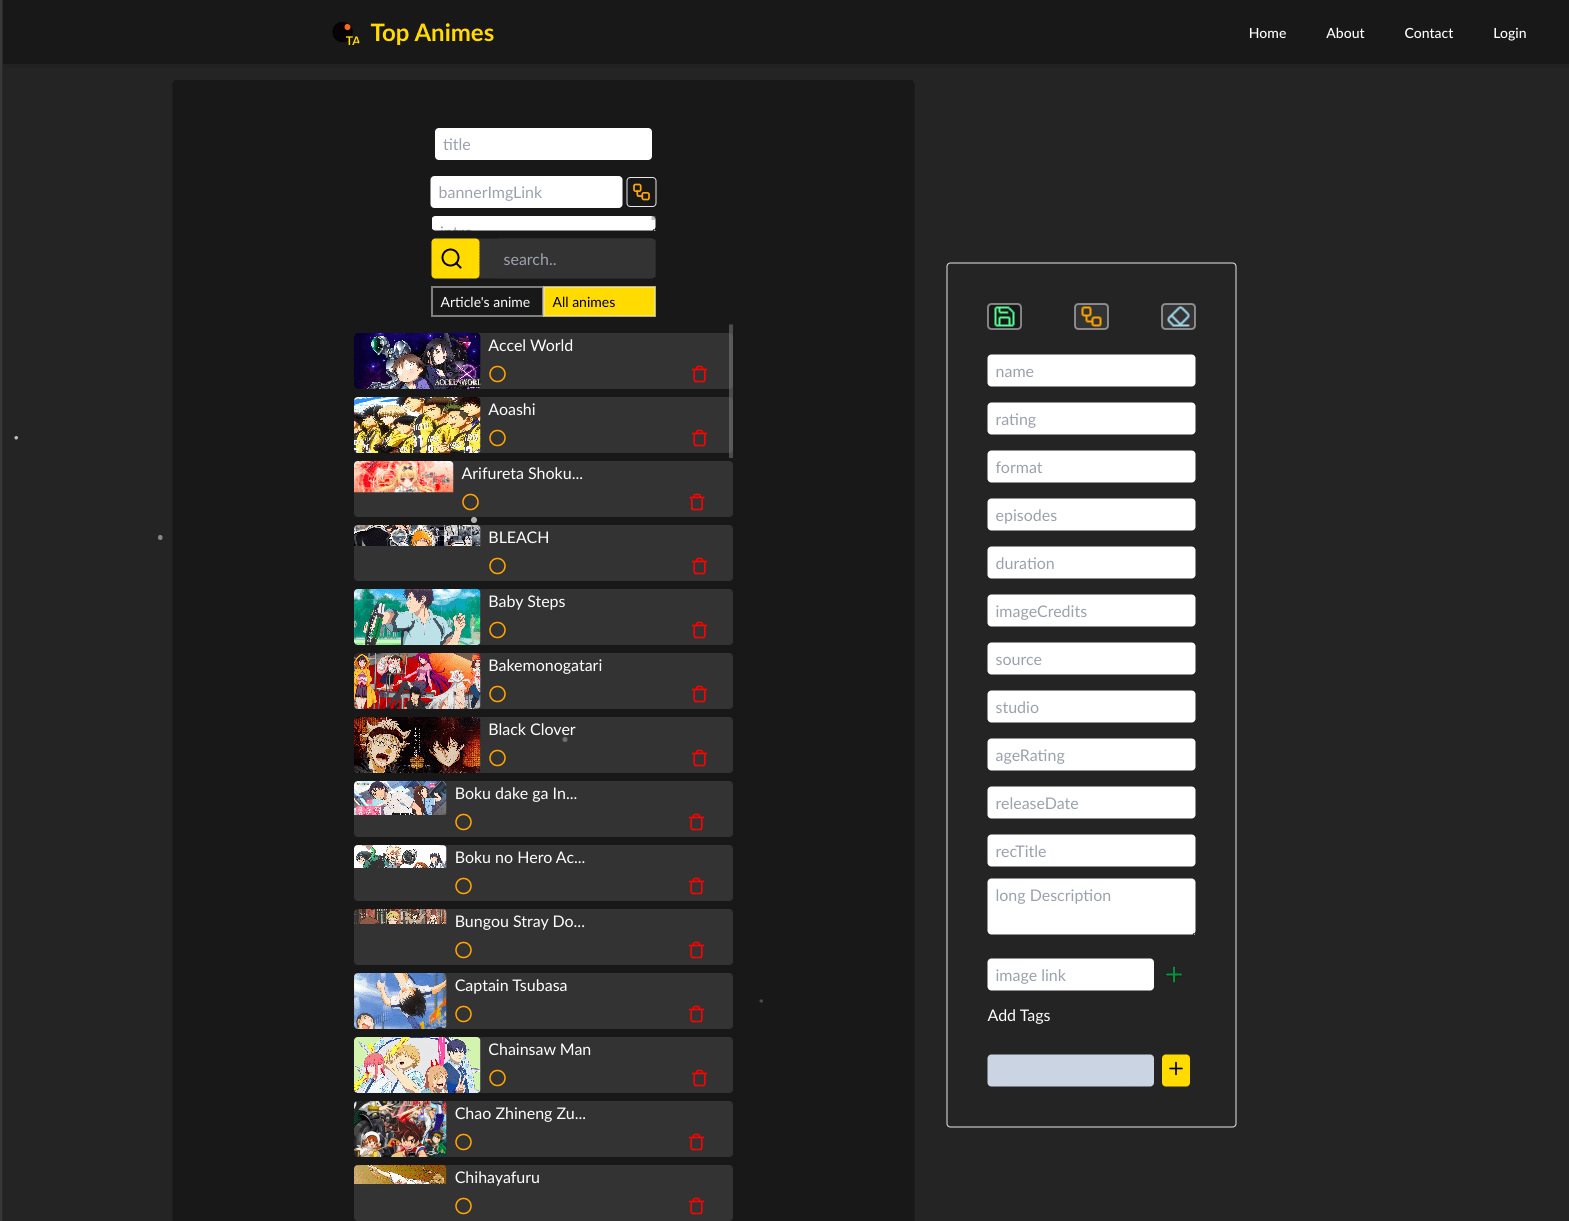 TA Top Animes
Home About Contact Login
title
bannerImgLink
intro
search..
Article's anime All animes
Accel World
Aoashi
Arifureta Shoku...
BLEACH
Baby Steps
Bakemonogatari
Black Clover
Boku dake ga In...
Boku no Hero Ac...
Bungou Stray Do...
Captain Tsubasa
Chainsaw Man
Chao Zhineng Zu...
Chihayafuru
name
rating
format
episodes
duration
imageCredits
source
studio
ageRating
releaseDate
recTitle
long Description
image link
Add Tags